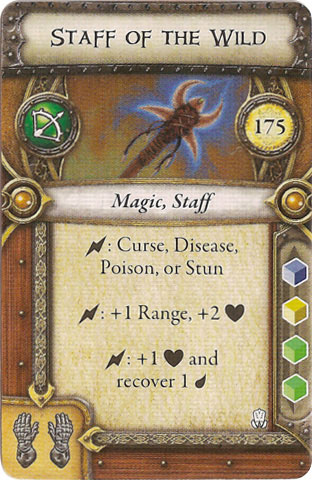 STAFF OF THE WILD
175
Magic, Staff
: Curse, Disease,
Poison, or Stun
: +1 Range, +2
: +1 and
recover 1